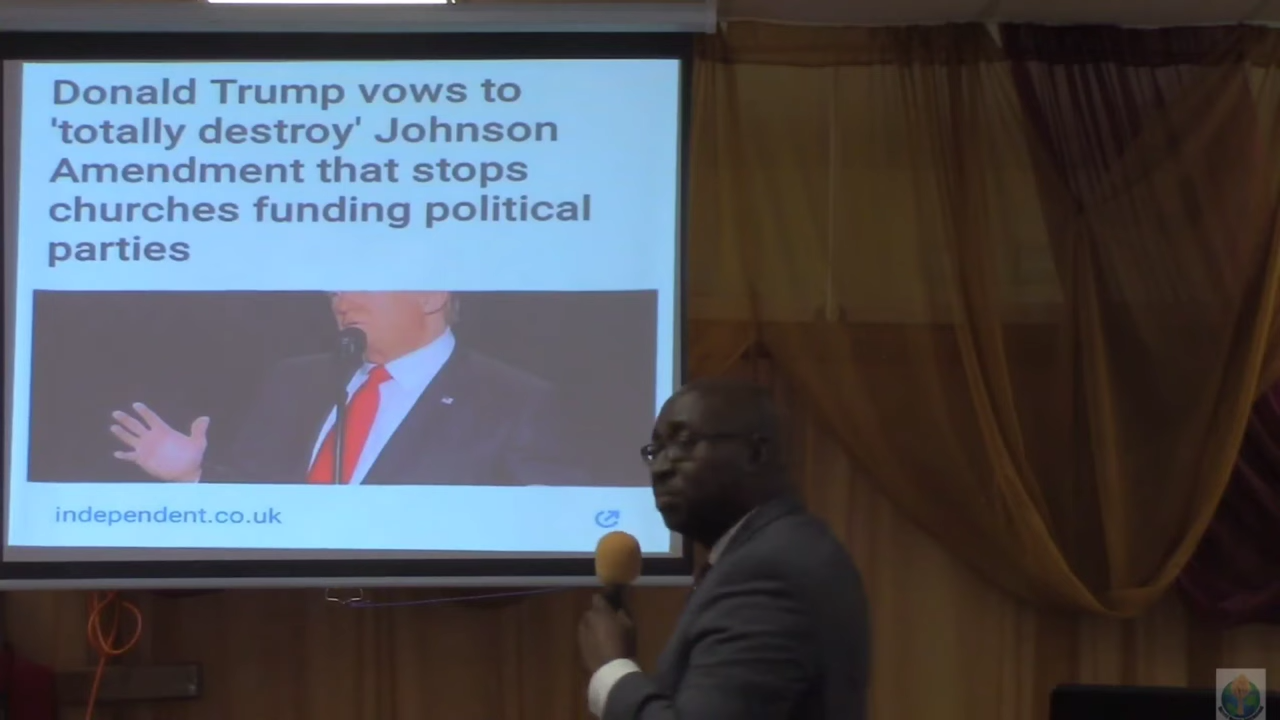 Donald Trump vows to
'totally destroy' Johnson
Amendment that stops
churches funding political
parties
independent.co.uk